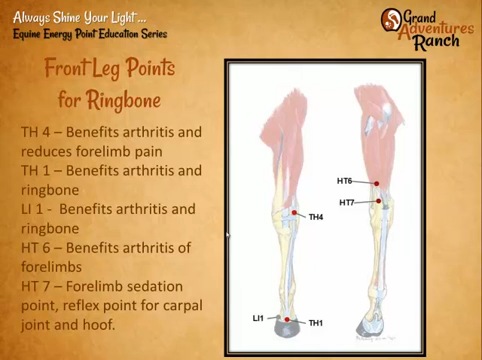 Always Shine Your Light...
Equine Energy Point Education Series
Grand
Adventures
Ranch
Front Leg Points
for Ringbone
TH 4 – Benefits arthritis and
reduces forelimb pain
TH 1 – Benefits arthritis and
ringbone
LI 1 - Benefits arthritis and
ringbone
HT 6 – Benefits arthritis of
forelimbs
HT 7 – Forelimb sedation
point, reflex point for carpal
joint and hoof.
HT6
HT7
TH4
LI1
TH1